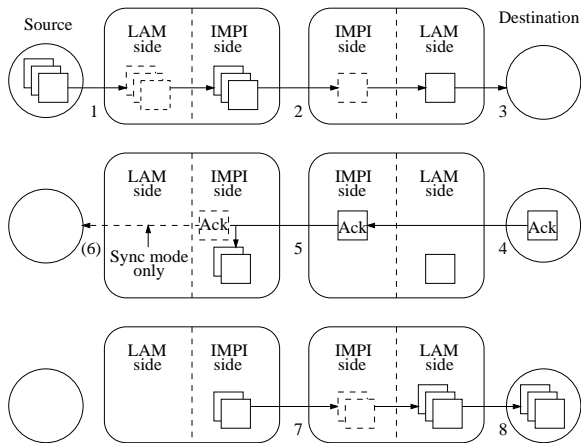 Source
Destination
LAM
side
IMPI
side
IMPI
side
LAM
side
1
2
3
LAM
side
IMPI
side
IMPI
side
LAM
side
Ack
Ack
Ack
(6)
Sync mode
only
5
4
LAM
side
IMPI
side
IMPI
side
LAM
side
7
8